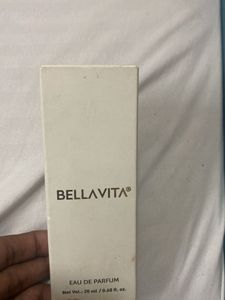 BELLAVITA®
EAU DE PARFUM
Net Vol.: 20 ml / 0.68 fl. oz.